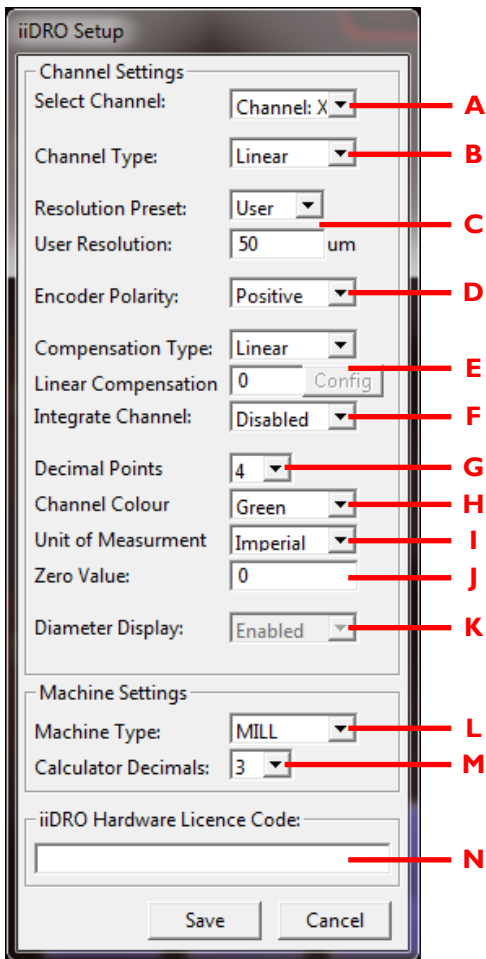 iiDRO Setup
Channel Settings
Select Channel: Channel: X A
Channel Type: Linear B
Resolution Preset: User
C
User Resolution: 50 um
Encoder Polarity: Positive D
Compensation Type: Linear
E
Linear Compensation 0 Config
Integrate Channel: Disabled F
Decimal Points 4 G
Channel Colour Green H
Unit of Measurment Imperial I
Zero Value: 0 J
Diameter Display: Enabled K
Machine Settings
Machine Type: MILL L
Calculator Decimals: 3 M
iiDRO Hardware Licence Code:
N
Save Cancel